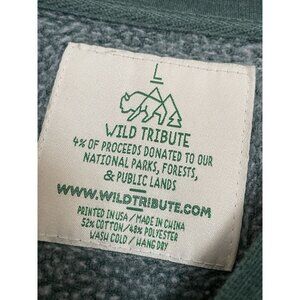 L
WILD TRIBUTE
4% OF PROCEEDS DONATED TO OUR
NATIONAL PARKS, FORESTS,
& PUBLIC LANDS
WWW.WILDTRIBUTE.COM
PRINTED IN USA / MADE IN CHINA
52% COTTON/48% POLYESTER
WASH COLD / HANG DRY